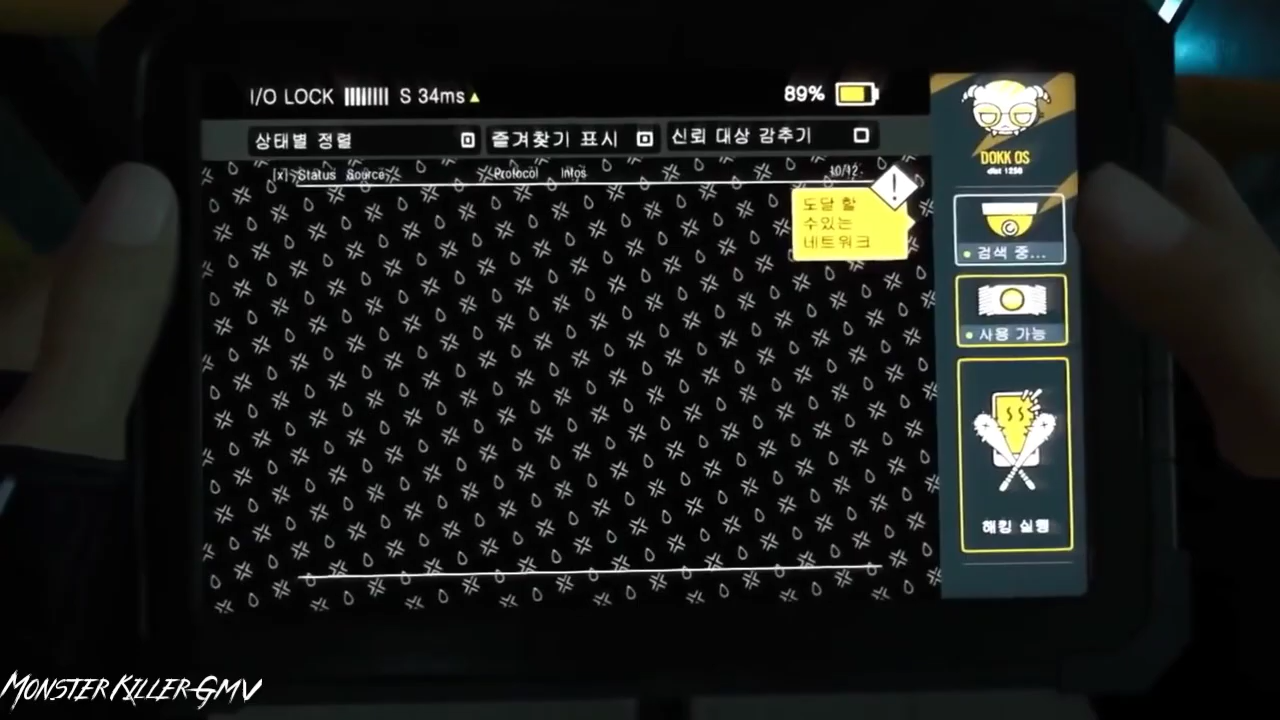 I/O LOCK S 34ms 89%
상태별 정렬 즐겨찾기 표시 신뢰 대상 감추기
[x] Status Source Protocol Infos 10/12
도달 할
수있는
네트워크
DOKK OS
검색 중...
사용 가능
해킹 실행
MONSTER KILLER GMV